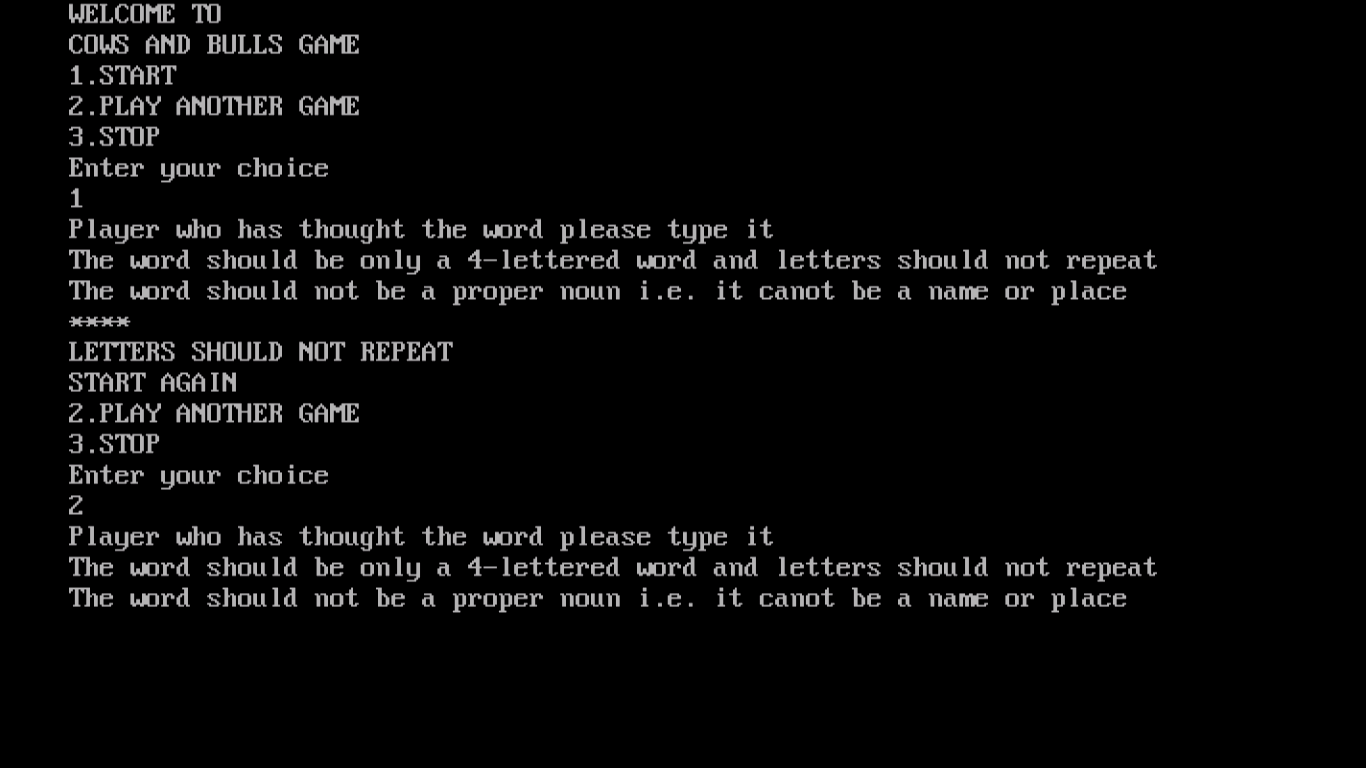 WELCOME TO
COWS AND BULLS GAME
1.START
2.PLAY ANOTHER GAME
3.STOP
Enter your choice
1
Player who has thought the word please type it
The word should be only a 4-lettered word and letters should not repeat
The word should not be a proper noun i.e. it canot be a name or place
****
LETTERS SHOULD NOT REPEAT
START AGAIN
2.PLAY ANOTHER GAME
3.STOP
Enter your choice
2
Player who has thought the word please type it
The word should be only a 4-lettered word and letters should not repeat
The word should not be a proper noun i.e. it canot be a name or place